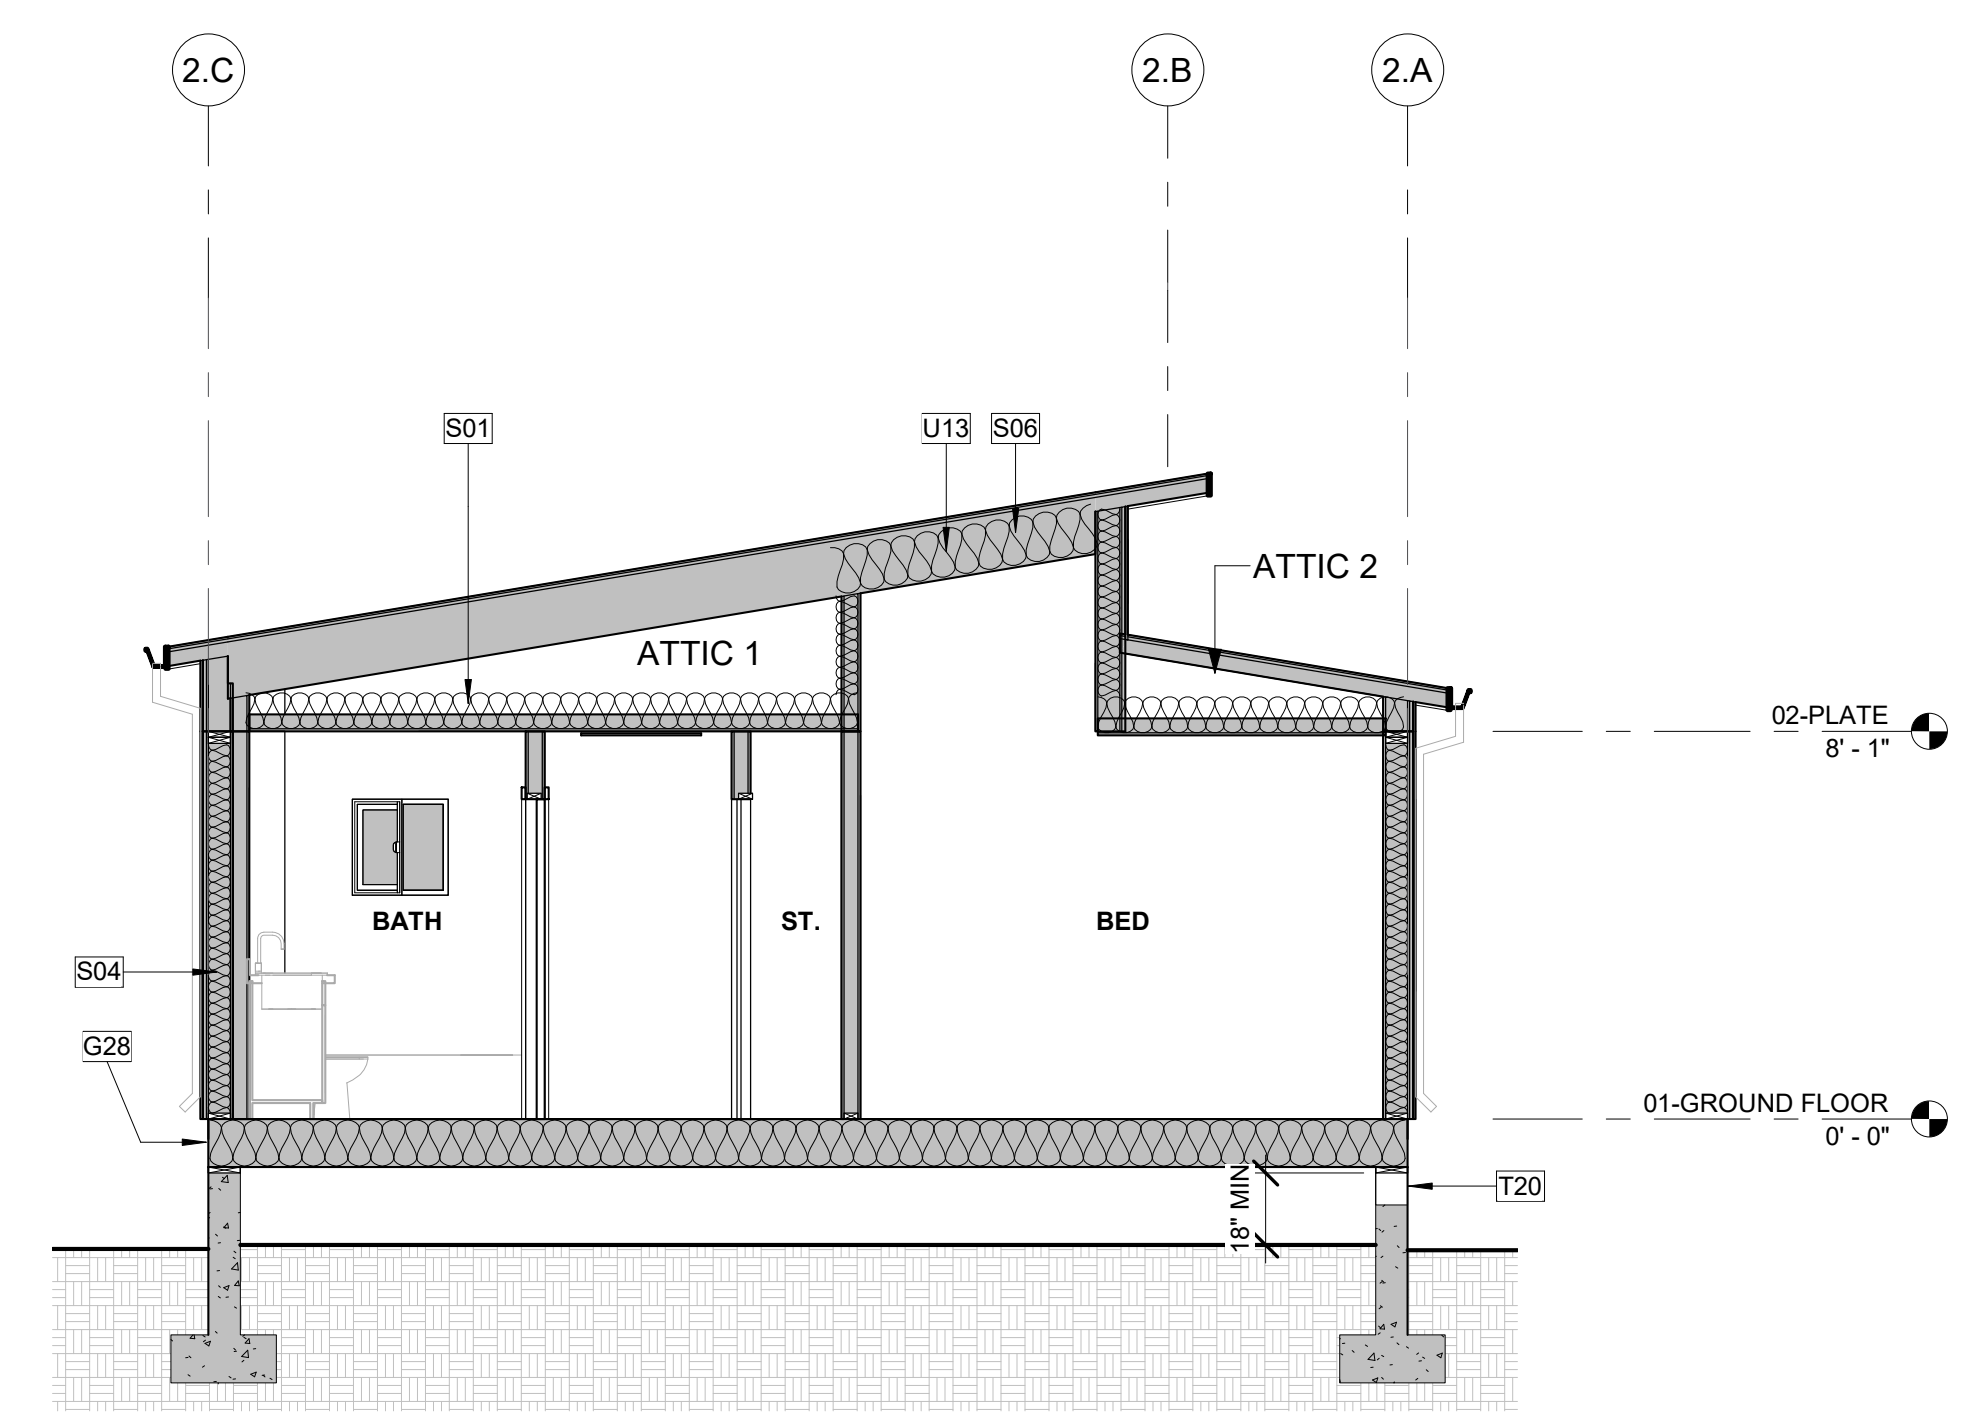 2.C
2.B
2.A
S01
U13
S06
ATTIC 2
ATTIC 1
02-PLATE
8' - 1"
BATH
ST.
BED
S04
G28
01-GROUND FLOOR
0' - 0"
18" MIN
T20